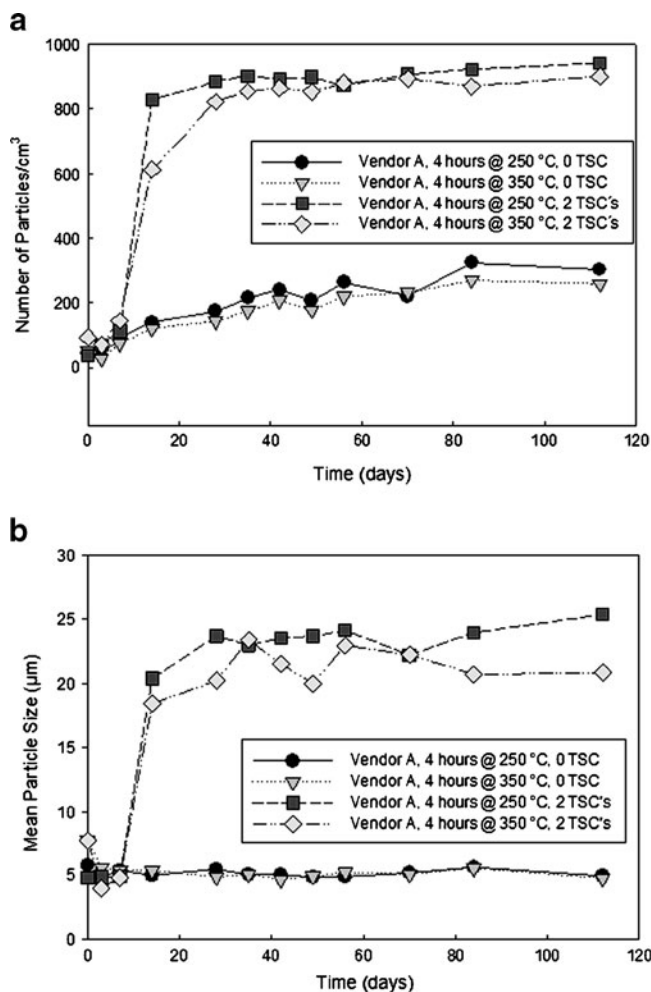 a
1000
800
600
400
200
0
Number of Particles/cm³
Vendor A, 4 hours @ 250 °C, 0 TSC
Vendor A, 4 hours @ 350 °C, 0 TSC
Vendor A, 4 hours @ 250 °C, 2 TSC's
Vendor A, 4 hours @ 350 °C, 2 TSC's
0 20 40 60 80 100 120
Time (days)
b
30
25
20
15
10
5
0
Mean Particle Size (µm)
Vendor A, 4 hours @ 250 °C, 0 TSC
Vendor A, 4 hours @ 350 °C, 0 TSC
Vendor A, 4 hours @ 250 °C, 2 TSC's
Vendor A, 4 hours @ 350 °C, 2 TSC's
0 20 40 60 80 100 120
Time (days)